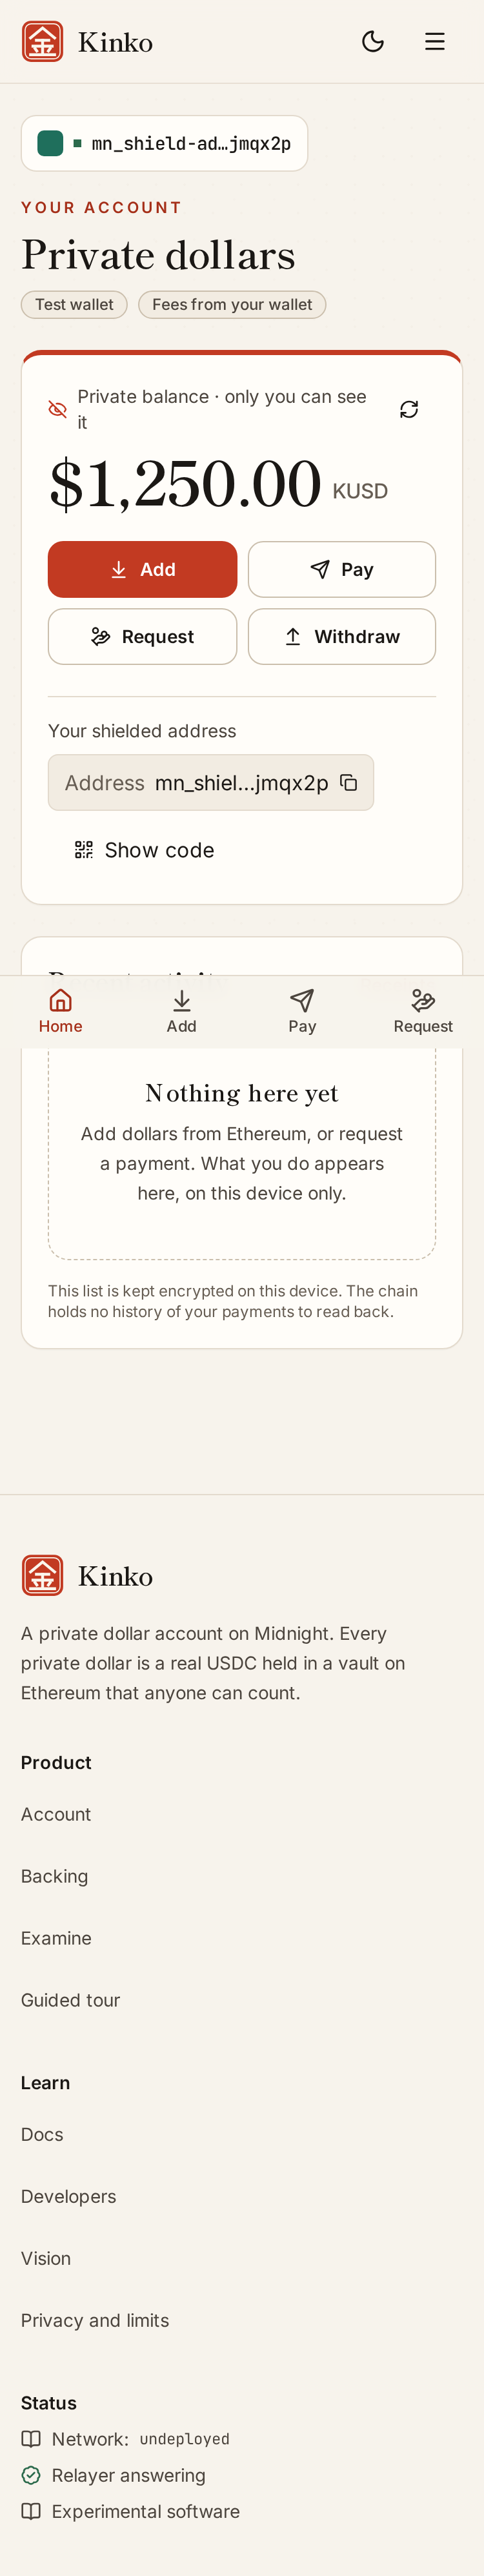 金 Kinko
mn_shield-ad…jmqx2p
YOUR ACCOUNT
Private dollars
Test wallet
Fees from your wallet
Private balance · only you can see
it
$1,250.00 KUSD
Add
Pay
Request
Withdraw
Your shielded address
Address mn_shiel...jmqx2p
Show code
Home
Add
Pay
Request
Nothing here yet
Add dollars from Ethereum, or request
a payment. What you do appears
here, on this device only.
This list is kept encrypted on this device. The chain
holds no history of your payments to read back.
金 Kinko
A private dollar account on Midnight. Every
private dollar is a real USDC held in a vault on
Ethereum that anyone can count.
Product
Account
Backing
Examine
Guided tour
Learn
Docs
Developers
Vision
Privacy and limits
Status
Network: undeployed
Relayer answering
Experimental software